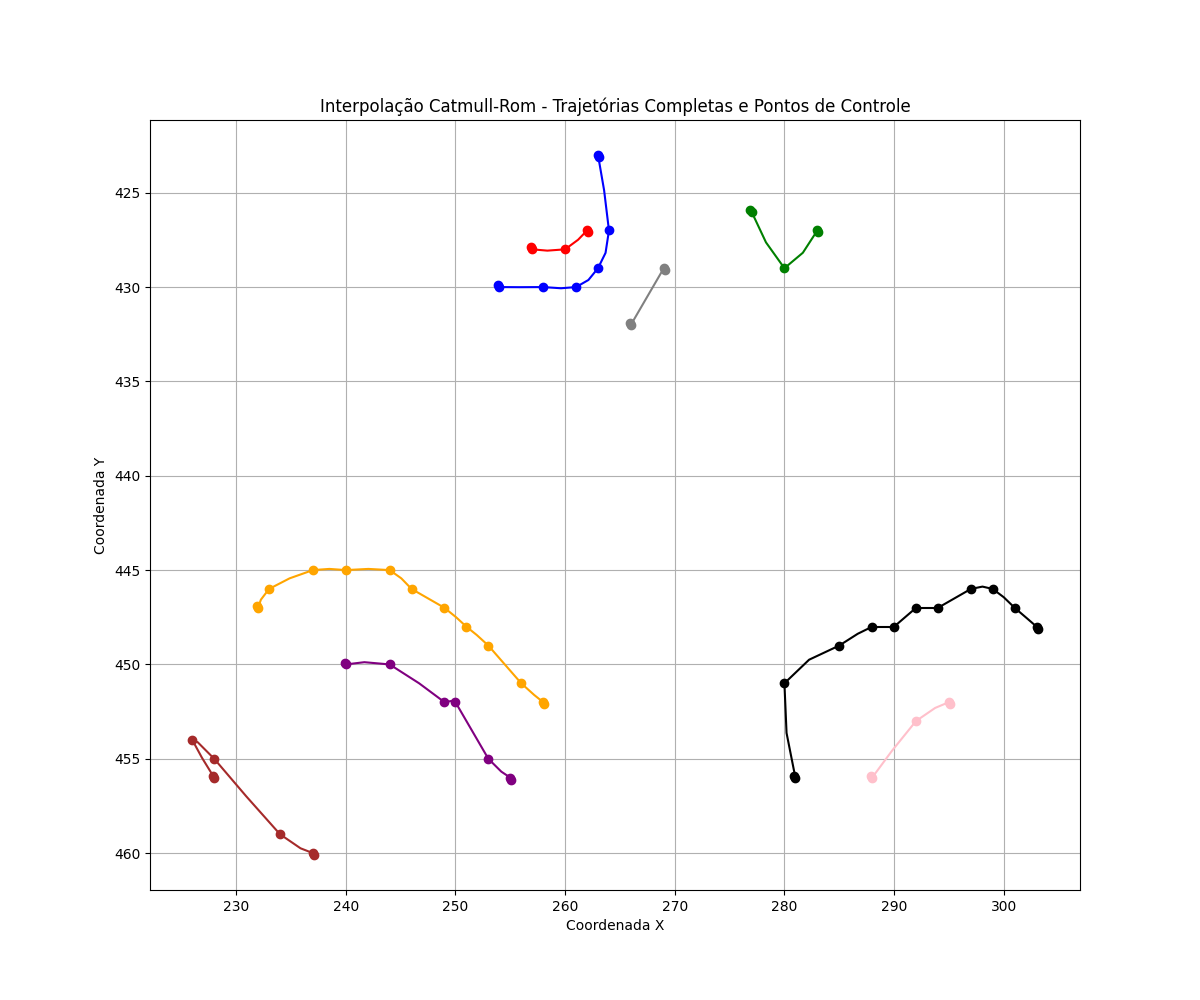 Interpolação Catmull-Rom - Trajetórias Completas e Pontos de Controle
425
430
435
440
445
450
455
460
Coordenada Y
230 240 250 260 270 280 290 300
Coordenada X